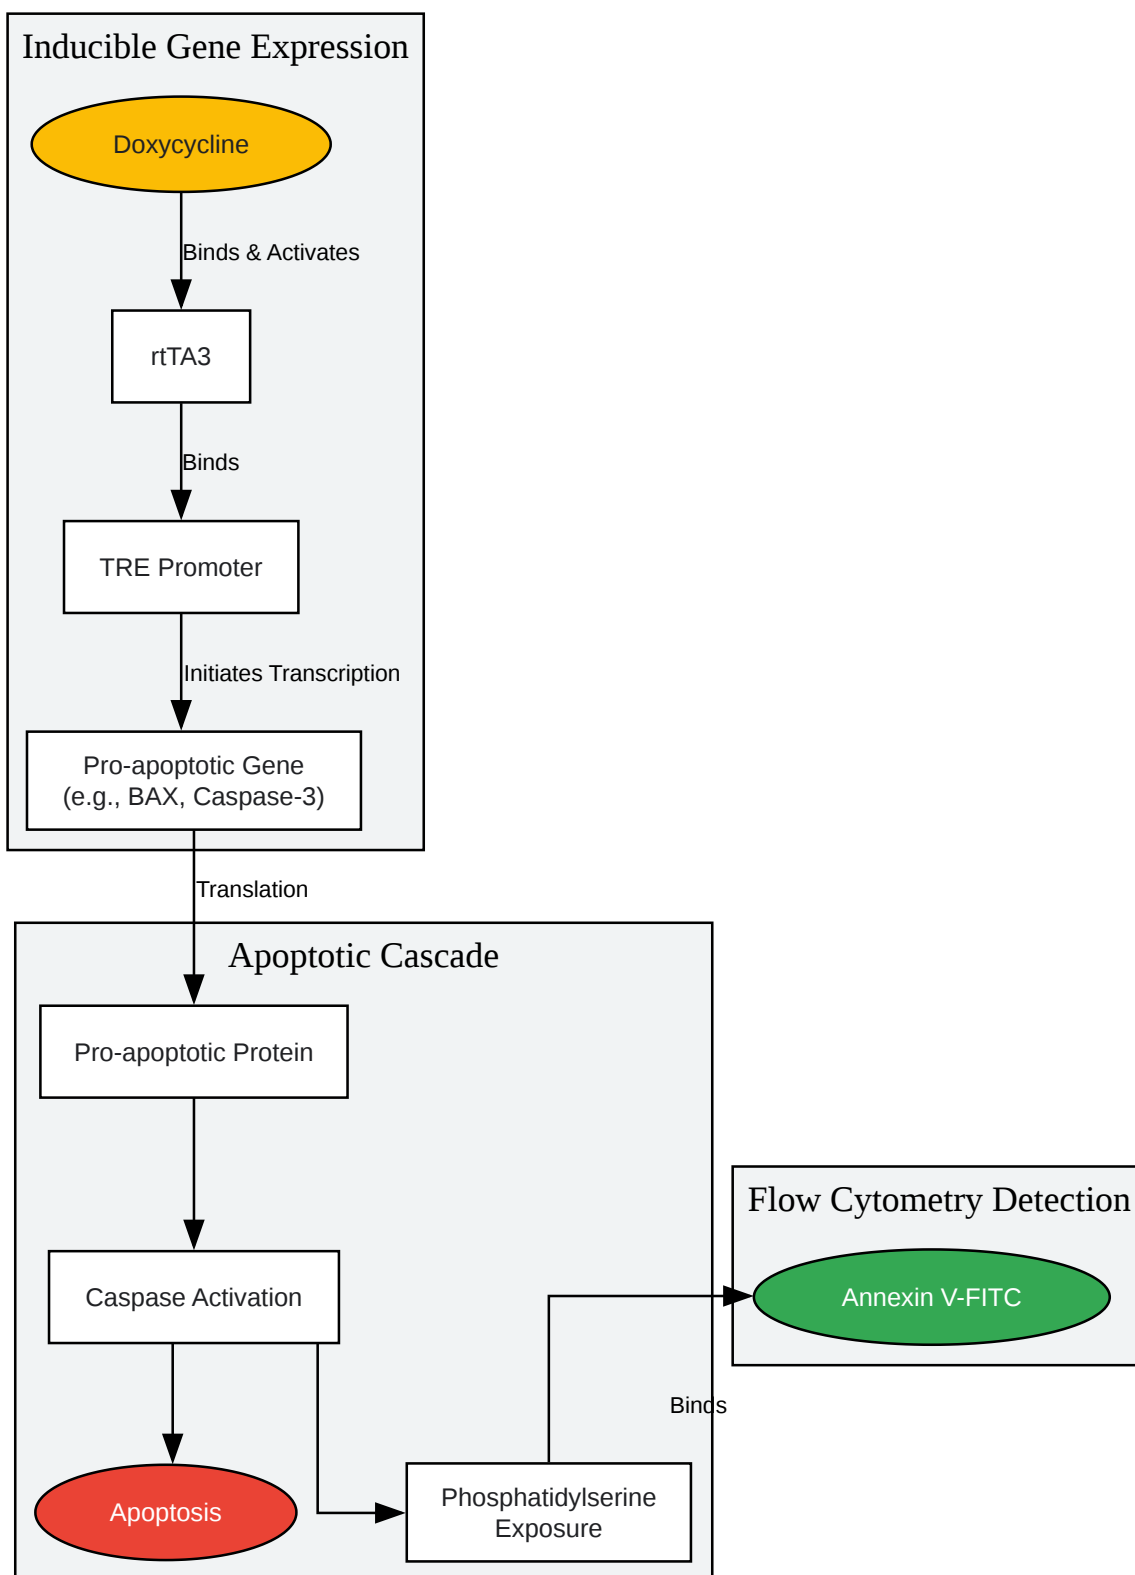 Inducible Gene Expression
Doxycycline
Binds & Activates
rtTA3
Binds
TRE Promoter
Initiates Transcription
Pro-apoptotic Gene
(e.g., BAX, Caspase-3)
Translation
Apoptotic Cascade
Pro-apoptotic Protein
Caspase Activation
Flow Cytometry Detection
Annexin V-FITC
Binds
Apoptosis
Phosphatidylserine
Exposure